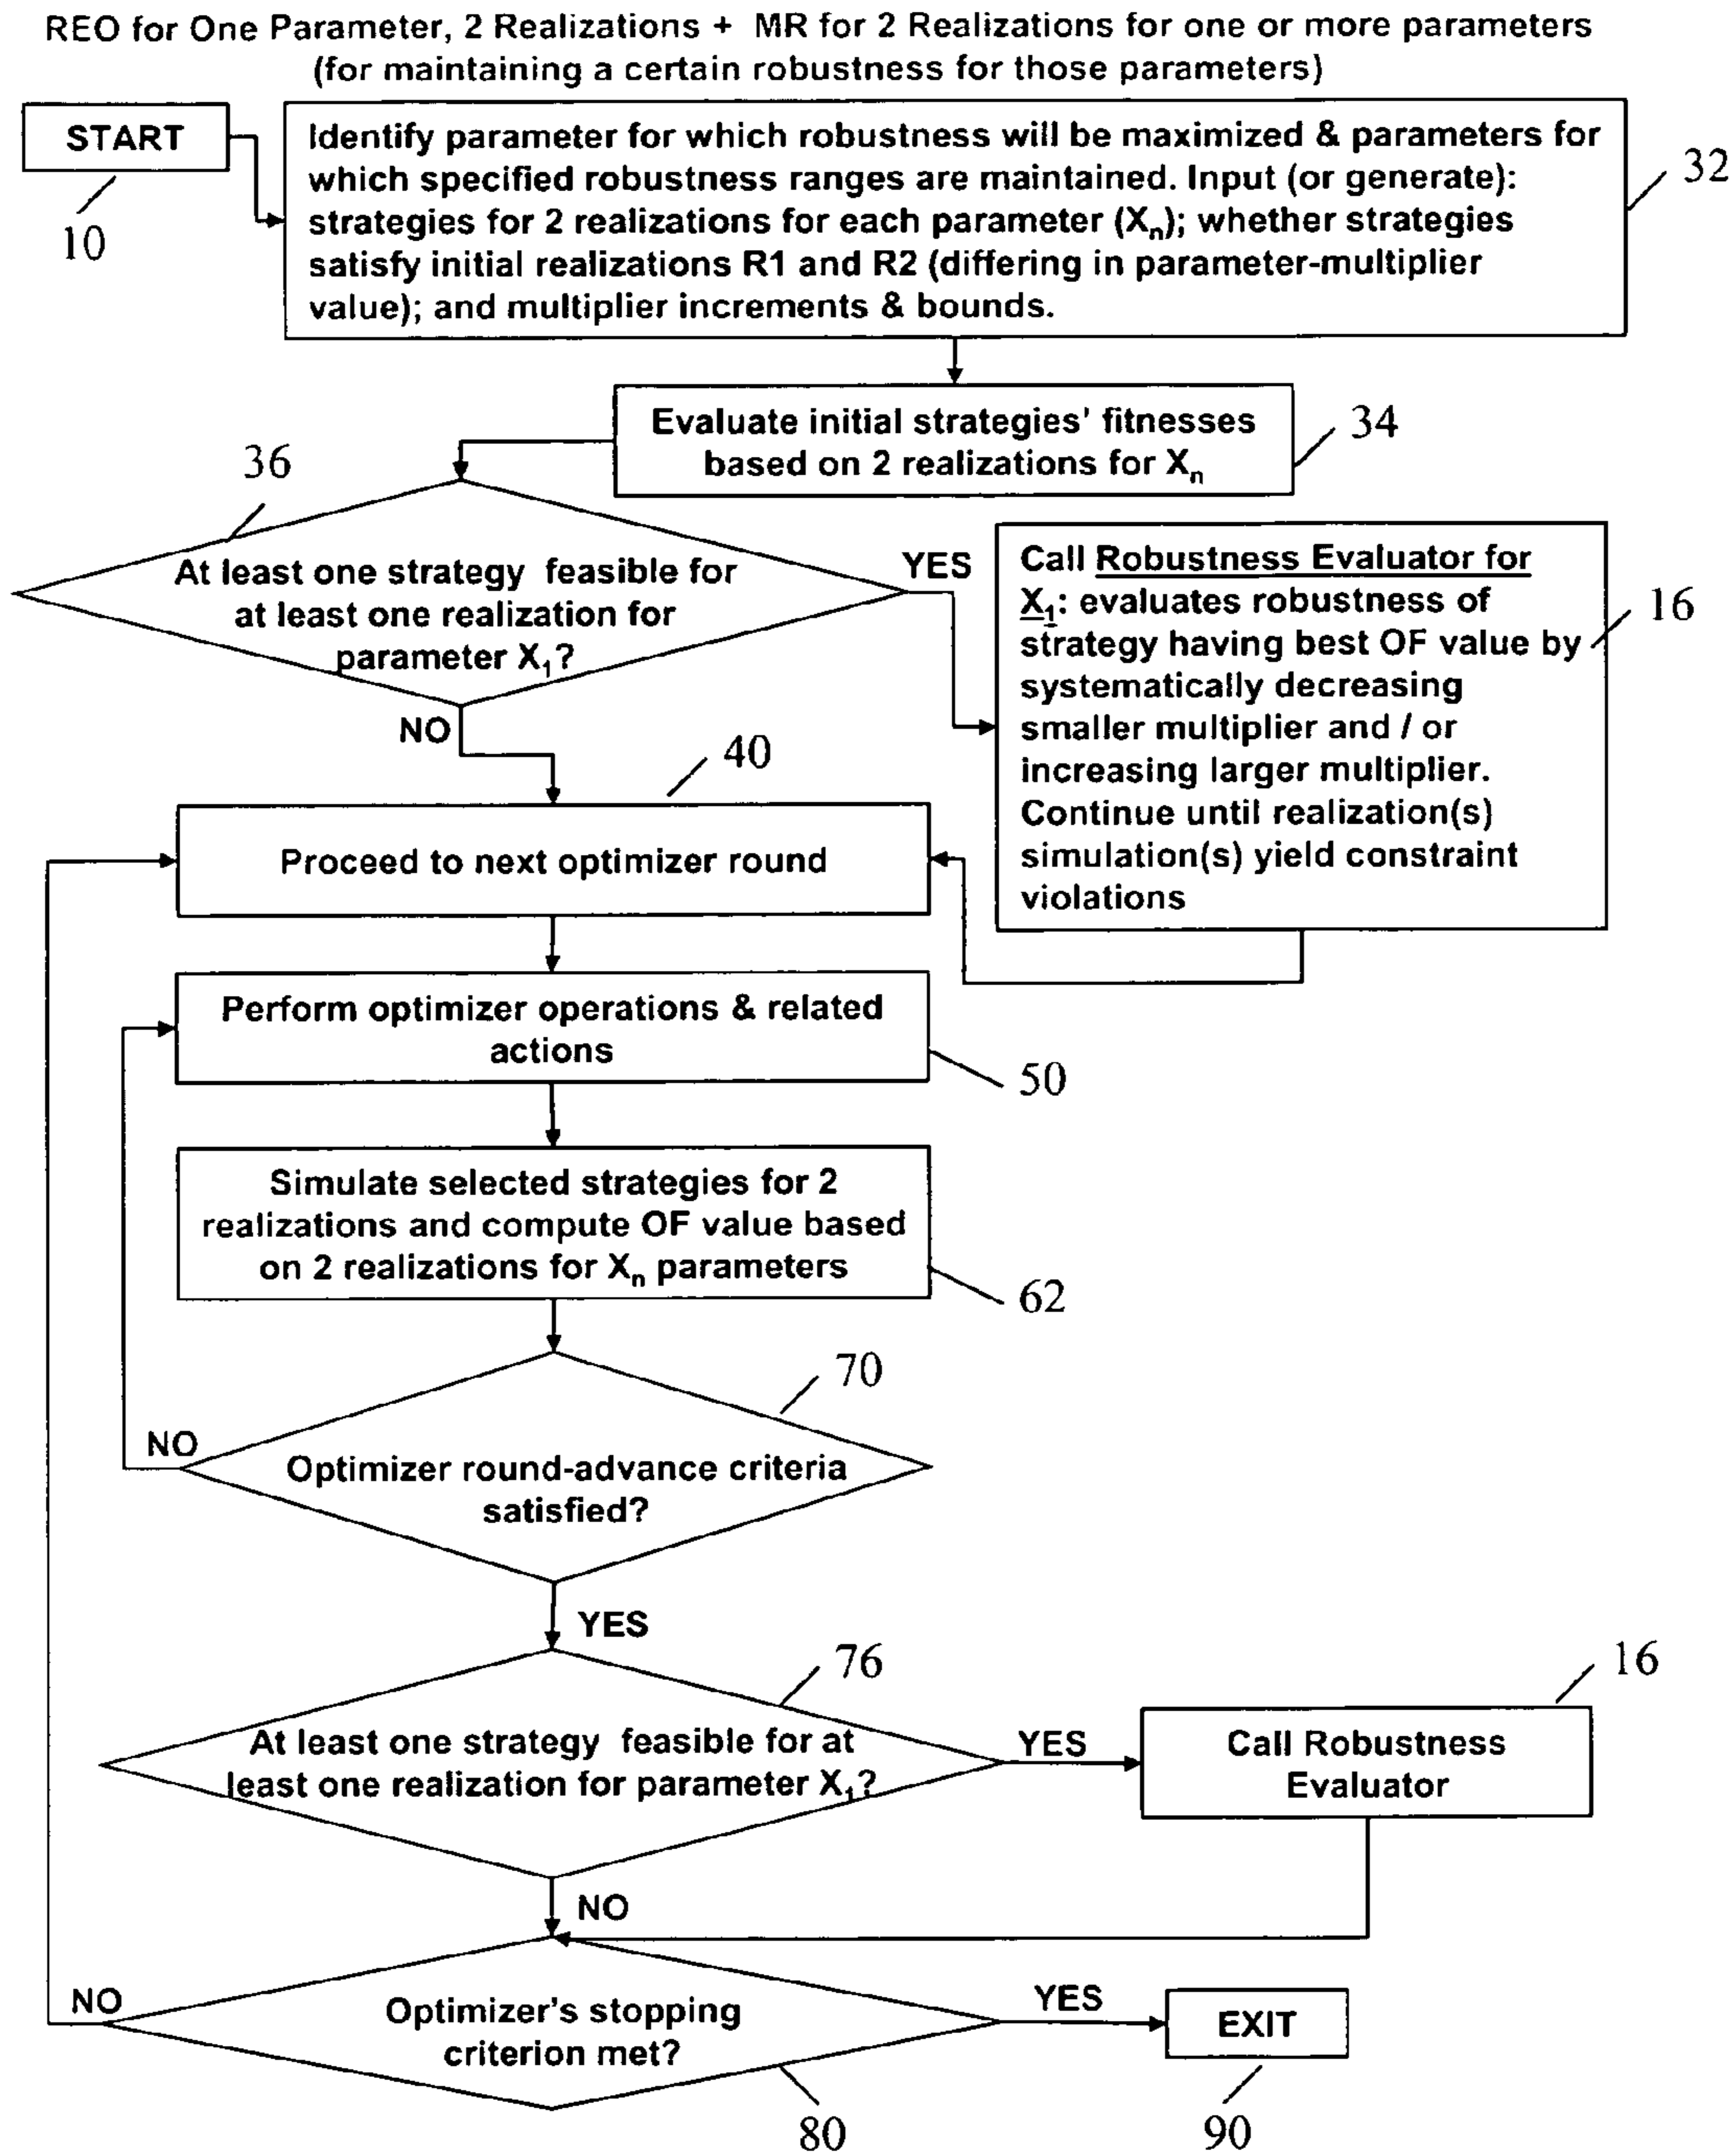 REO for One Parameter, 2 Realizations + MR for 2 Realizations for one or more parameters
(for maintaining a certain robustness for those parameters)
START
10
Identify parameter for which robustness will be maximized & parameters for
which specified robustness ranges are maintained. Input (or generate):
strategies for 2 realizations for each parameter (Xn); whether strategies
satisfy initial realizations R1 and R2 (differing in parameter-multiplier
value); and multiplier increments & bounds.
32
Evaluate initial strategies' fitnesses
based on 2 realizations for Xn
34
36
At least one strategy feasible for
at least one realization for
parameter X1?
YES
NO
Call Robustness Evaluator for
X1: evaluates robustness of
strategy having best OF value by
systematically decreasing
smaller multiplier and / or
increasing larger multiplier.
Continue until realization(s)
simulation(s) yield constraint
violations
16
40
Proceed to next optimizer round
Perform optimizer operations & related
actions
50
Simulate selected strategies for 2
realizations and compute OF value based
on 2 realizations for Xn parameters
62
70
NO
Optimizer round-advance criteria
satisfied?
YES
76
At least one strategy feasible for at
least one realization for parameter X1?
YES
16
Call Robustness
Evaluator
NO
NO
Optimizer's stopping
criterion met?
YES
EXIT
80
90